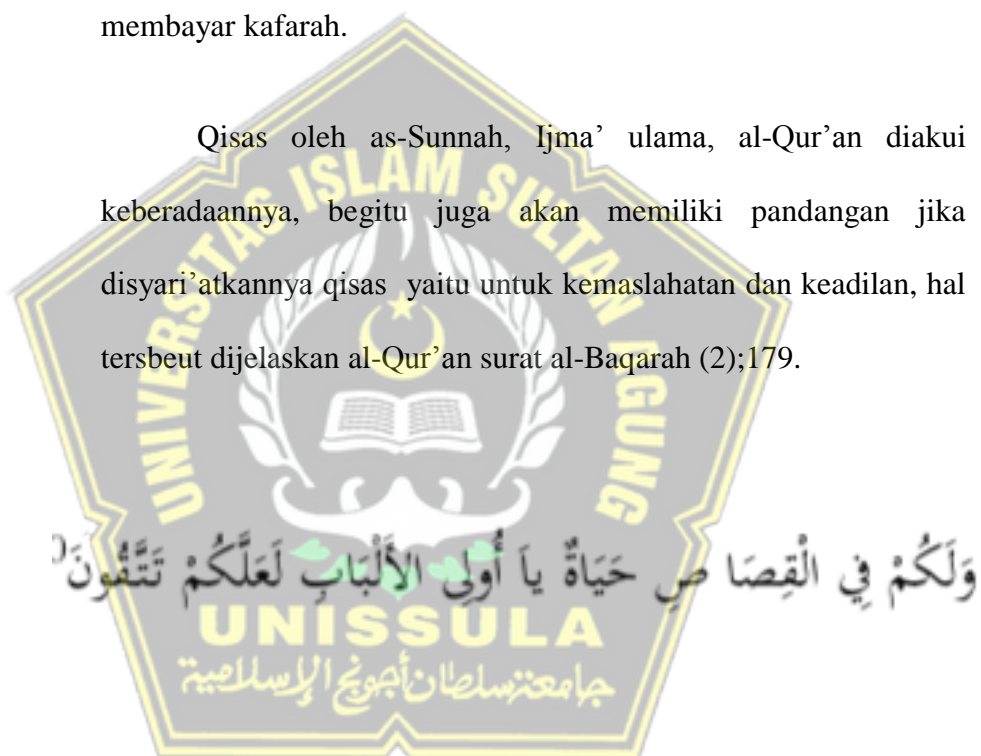 membayar kafarah.
Qisas oleh as-Sunnah, Ijma’ ulama, al-Qur’an diakui
keberadaannya, begitu juga akan memiliki pandangan jika
disyari’atkannya qisas yaitu untuk kemaslahatan dan keadilan, hal
tersbeut dijelaskan al-Qur’an surat al-Baqarah (2);179.
وَلَكُمْ فِي الْقِصَا صِ حَيَاةٌ ياَ أُولِى الأَلْبَابِ لَعَلَّكُمْ تَتَّقُونَ
UNIVERSITAS ISLAM SULTAN AGUNG
UNISSULA
جامعة سلطان أجونج الإسلامية